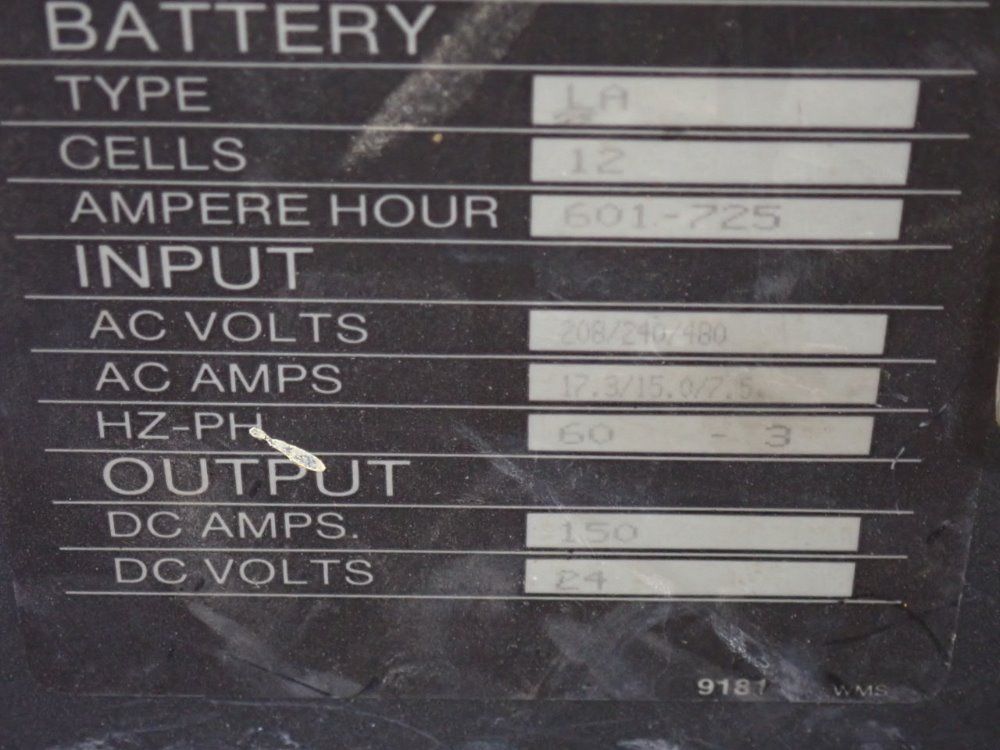 BATTERY
TYPE LA
CELLS 12
AMPERE HOUR 601-725
INPUT
AC VOLTS 208/240/480
AC AMPS 17.3/15.0/7.5
HZ-PH 60 - 3
OUTPUT
DC AMPS. 150
DC VOLTS 24
9181 WMS